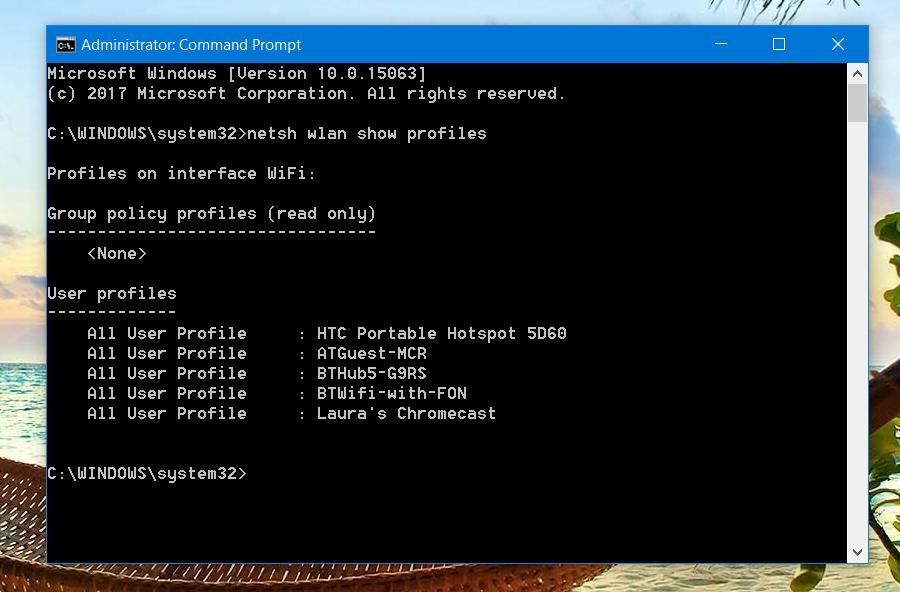 Administrator: Command Prompt
Microsoft Windows [Version 10.0.15063]
(c) 2017 Microsoft Corporation. All rights reserved.
C:\WINDOWS\system32>netsh wlan show profiles
Profiles on interface WiFi:
Group policy profiles (read only)
---------------------------------
<None>
User profiles
-------------
All User Profile     : HTC Portable Hotspot 5D60
All User Profile     : ATGuest-MCR
All User Profile     : BTHub5-G9RS
All User Profile     : BTWifi-with-FON
All User Profile     : Laura's Chromecast
C:\WINDOWS\system32>